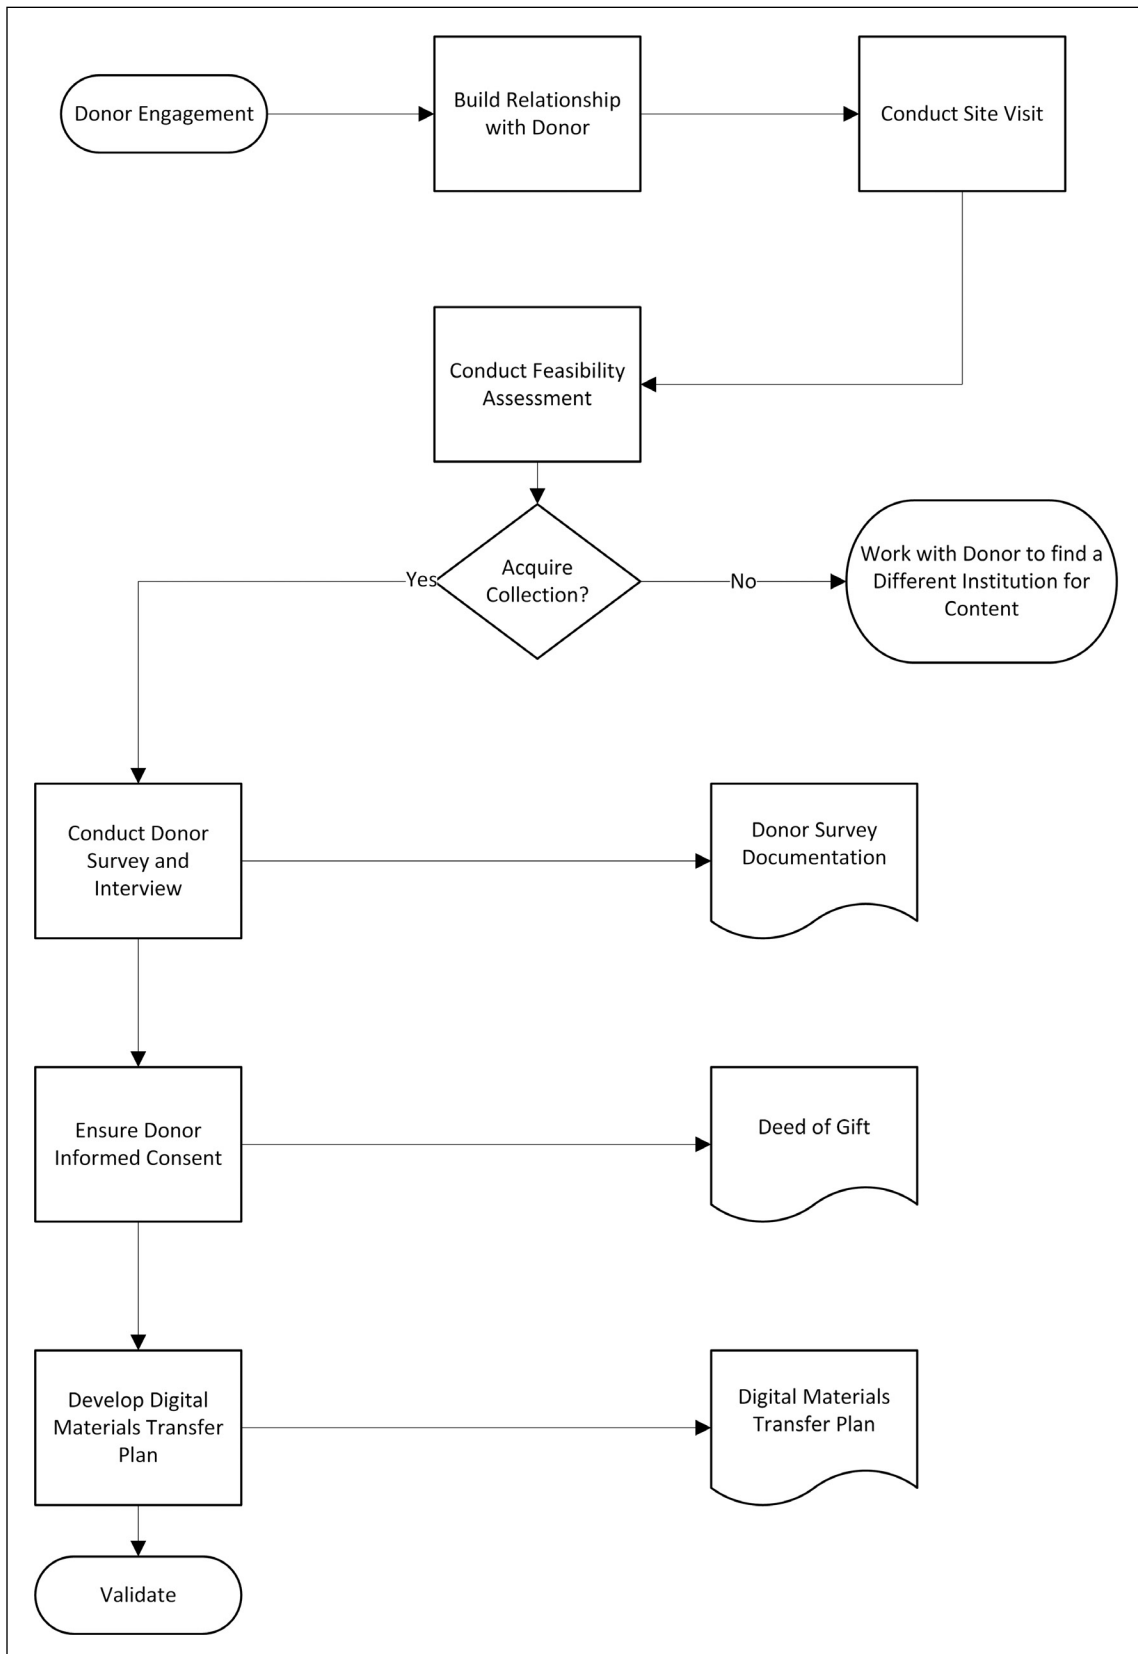 Donor Engagement
Build Relationship
with Donor
Conduct Site Visit
Conduct Feasibility
Assessment
Acquire
Collection?
Yes
No
Work with Donor to find a
Different Institution for
Content
Conduct Donor
Survey and
Interview
Donor Survey
Documentation
Ensure Donor
Informed Consent
Deed of Gift
Develop Digital
Materials Transfer
Plan
Digital Materials
Transfer Plan
Validate